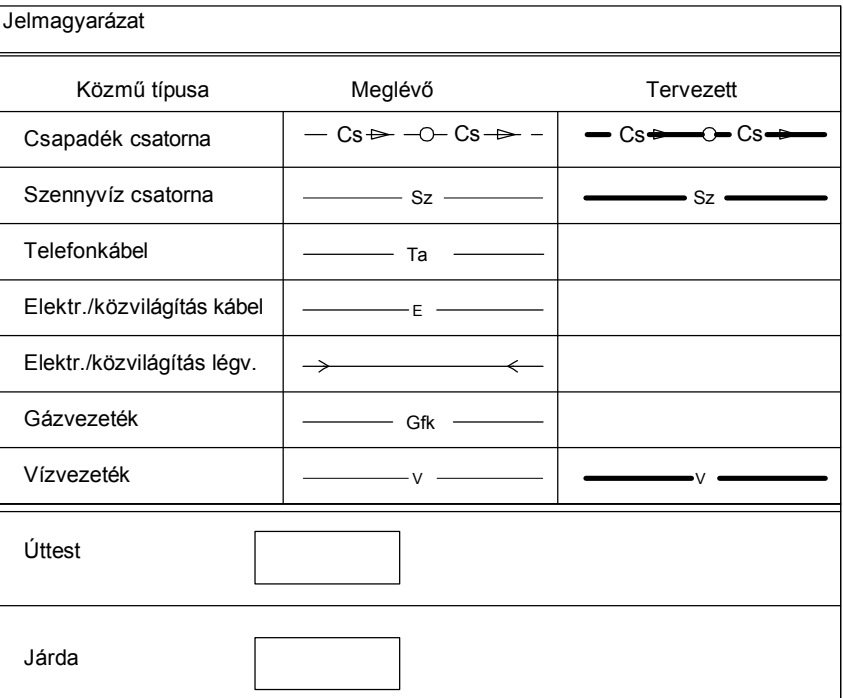 Jelmagyarázat
Közmű típusa Meglévő Tervezett
Csapadék csatorna Cs Cs Cs Cs
Szennyvíz csatorna Sz Sz
Telefonkábel Ta
Elektr./közvilágítás kábel E
Elektr./közvilágítás légv.
Gázvezeték Gfk
Vízvezeték V V
Úttest
Járda